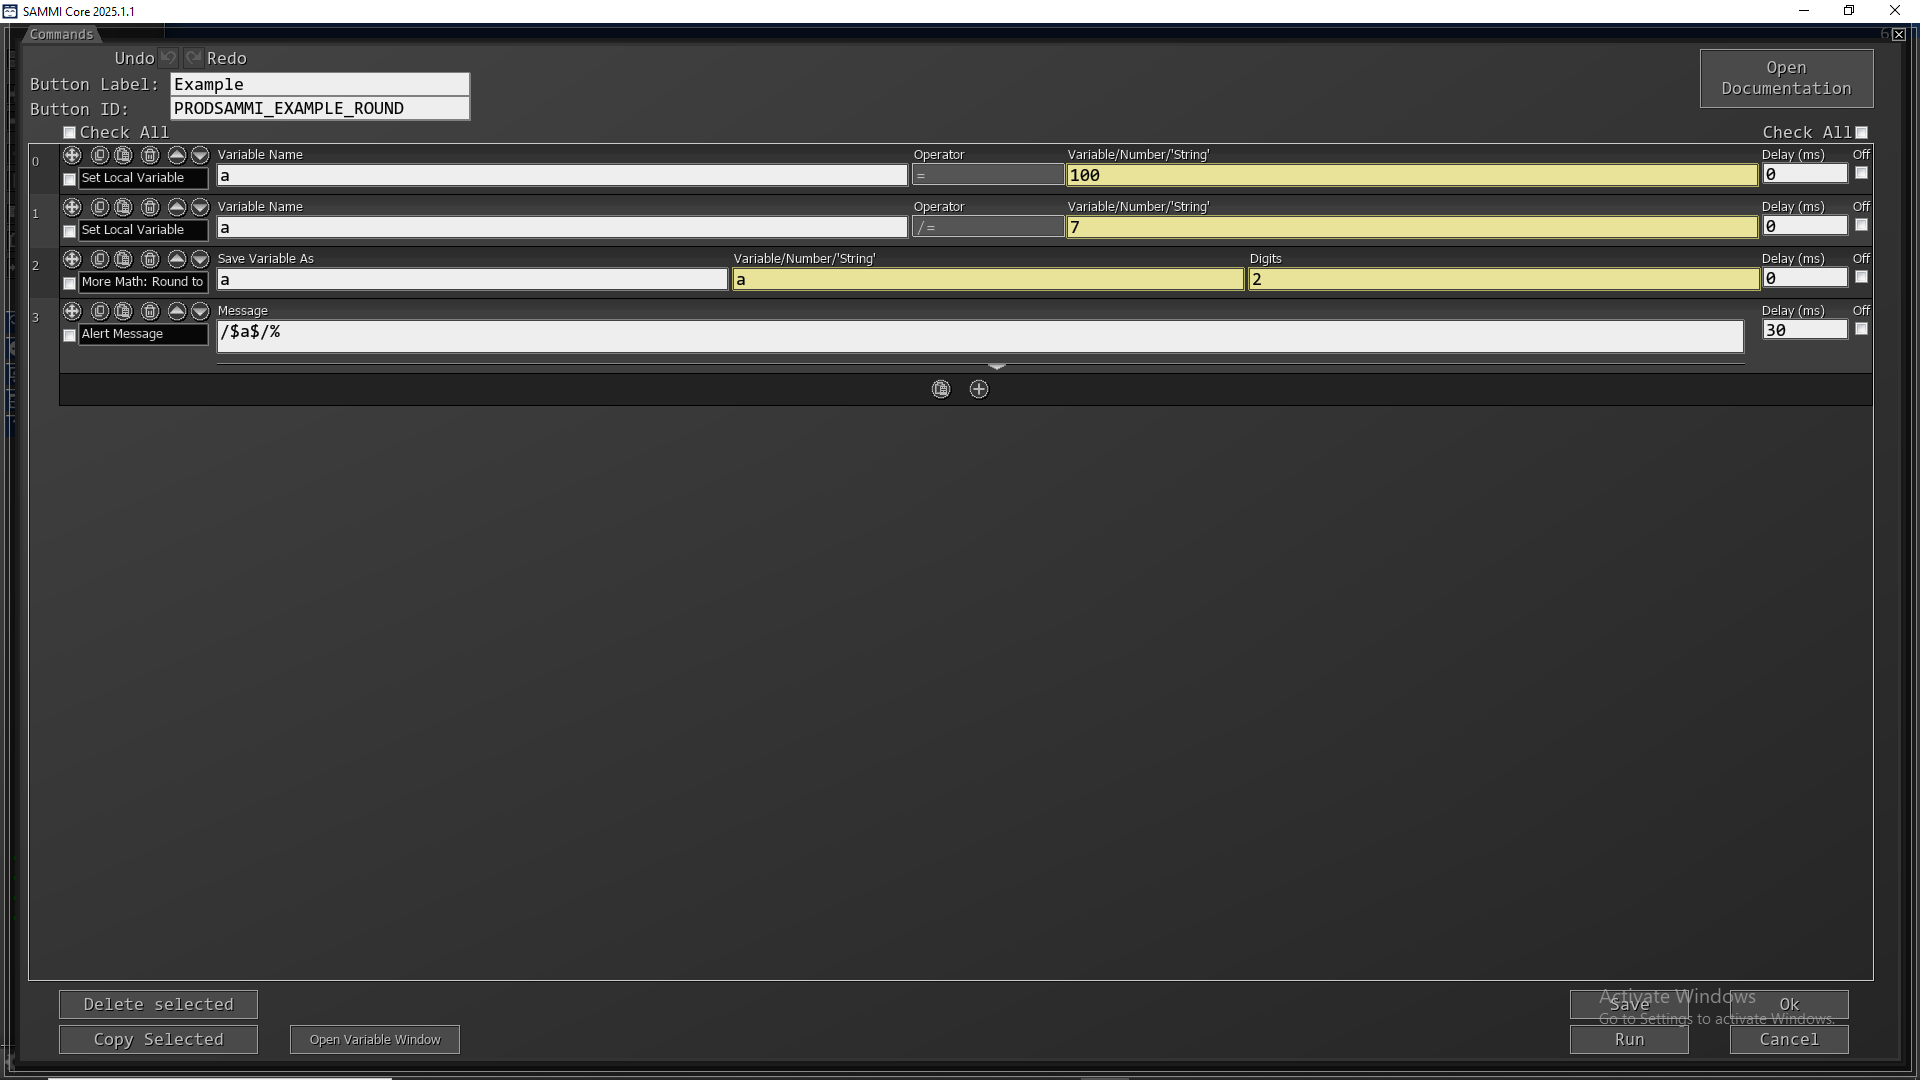 SAMMI Core 2025.1.1
Commands
6
Undo Redo
Button Label: Example
Button ID: PRODSAMMI_EXAMPLE_ROUND
Open
Documentation
Check All
Check All
0
Variable Name
Operator
Variable/Number/'String'
Delay (ms)
Off
Set Local Variable
a
=
100
0
1
Variable Name
Operator
Variable/Number/'String'
Delay (ms)
Off
Set Local Variable
a
/=
7
0
2
Save Variable As
Variable/Number/'String'
Digits
Delay (ms)
Off
More Math: Round to
a
a
2
0
3
Message
Delay (ms)
Off
Alert Message
/$a$/%
30
Delete selected
Copy Selected
Open Variable Window
Save
Ok
Run
Cancel
Activate Windows
Go to Settings to activate Windows.